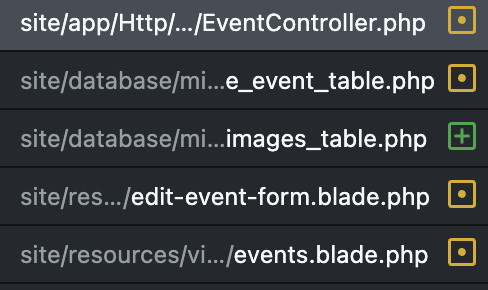 site/app/Http/…/EventController.php
site/database/mi…e_event_table.php
site/database/mi…images_table.php
site/res…/edit-event-form.blade.php
site/resources/vi…/events.blade.php